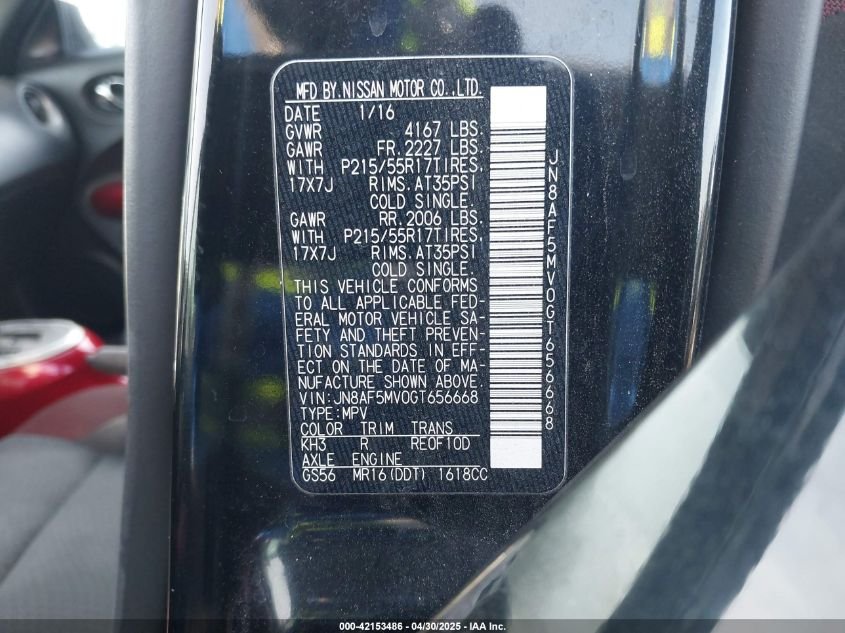 MFD BY.NISSAN MOTOR CO.,LTD.
DATE 1/16
GVWR 4167 LBS.
GAWR FR.2227 LBS.
WITH P215/55R17TIRES,
17X7J RIMS.AT35PSI
COLD SINGLE.
GAWR RR.2006 LBS.
WITH P215/55R17TIRES,
17X7J RIMS.AT35PSI
COLD SINGLE.
THIS VEHICLE CONFORMS
TO ALL APPLICABLE FED-
ERAL MOTOR VEHICLE SA-
FETY AND THEFT PREVEN-
TION STANDARDS IN EFF-
ECT ON THE DATE OF MA-
NUFACTURE SHOWN ABOVE.
VIN:JN8AF5MV0GT656668
TYPE:MPV
COLOR TRIM TRANS
KH3 R RE0F10D
AXLE ENGINE
GS56 MR16(DDT) 1618CC
JN8AF5MV0GT656668
000-42153486 - 04/30/2025 - IAA Inc.